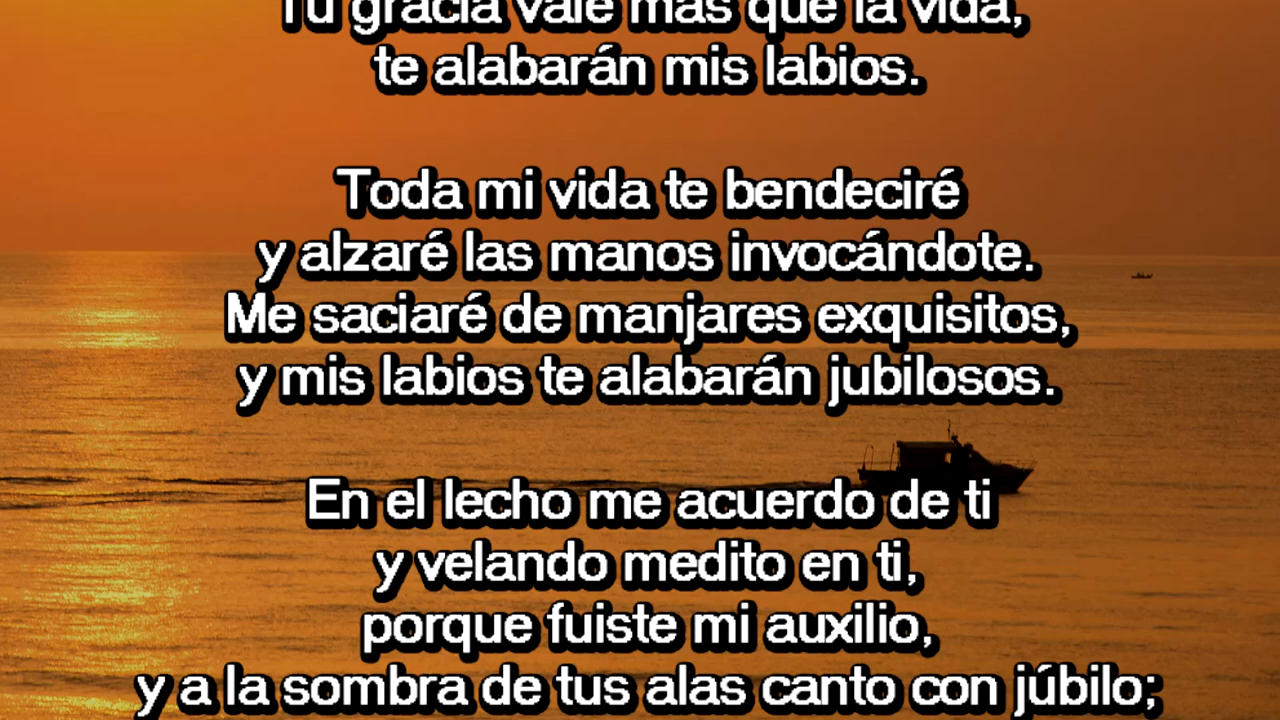 Tu gracia vale más que la vida,
te alabarán mis labios.
Toda mi vida te bendeciré
y alzaré las manos invocándote.
Me saciaré de manjares exquisitos,
y mis labios te alabarán jubilosos.
En el lecho me acuerdo de ti
y velando medito en ti,
porque fuiste mi auxilio,
y a la sombra de tus alas canto con júbilo;